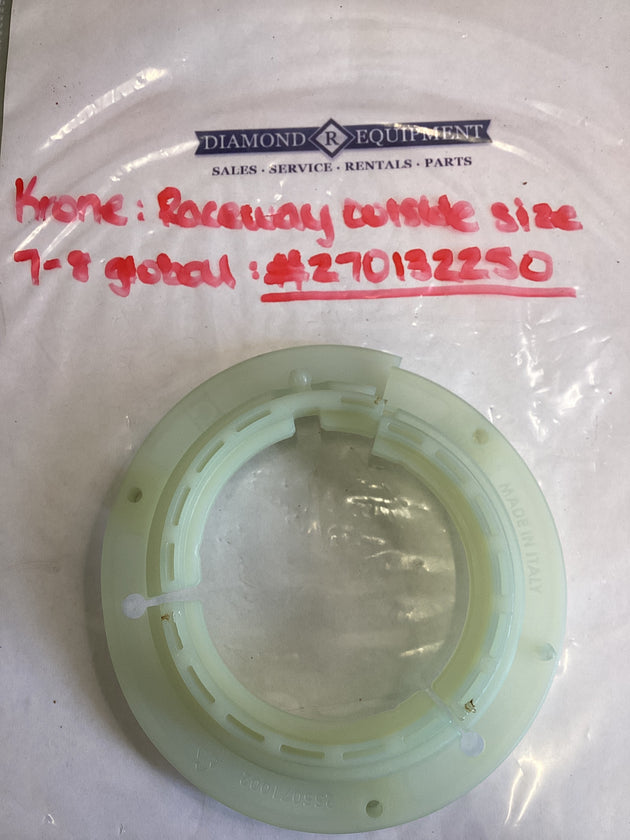 DIAMOND R EQUIPMENT
SALES · SERVICE · RENTALS · PARTS
Krone: Raceway outside size
7-8 global: #270132250
MADE IN ITALY